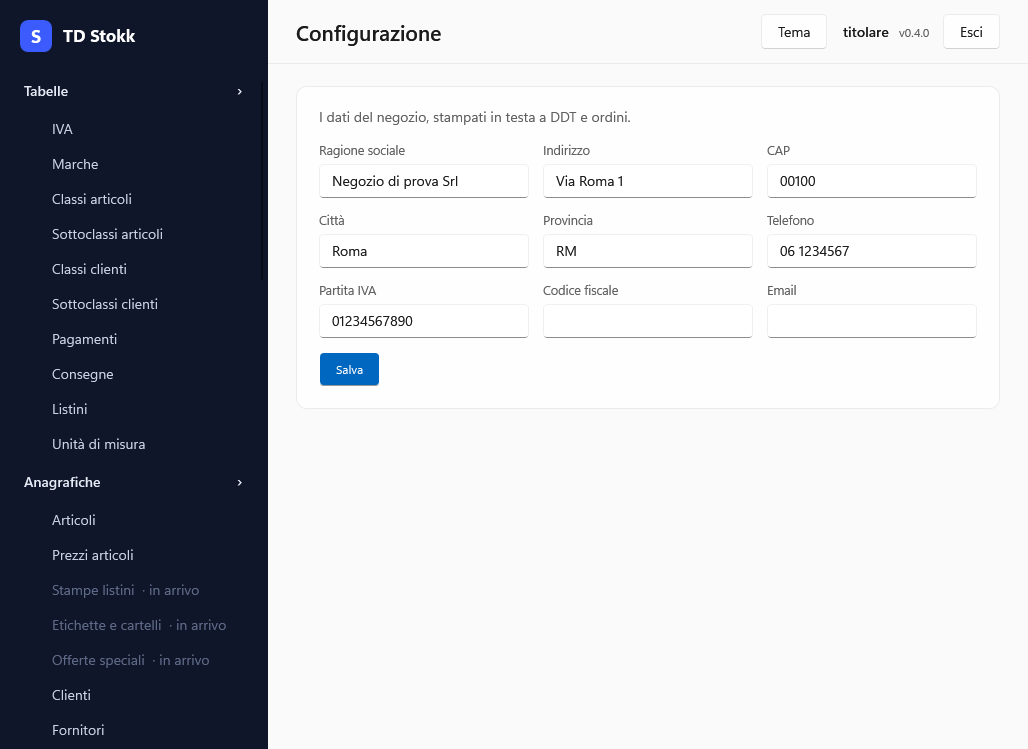 S TD Stokk
Tabelle
IVA
Marche
Classi articoli
Sottoclassi articoli
Classi clienti
Sottoclassi clienti
Pagamenti
Consegne
Listini
Unità di misura
Anagrafiche
Articoli
Prezzi articoli
Stampe listini · in arrivo
Etichette e cartelli · in arrivo
Offerte speciali · in arrivo
Clienti
Fornitori
Configurazione
Tema titolare v0.4.0 Esci
I dati del negozio, stampati in testa a DDT e ordini.
Ragione sociale Indirizzo CAP
Negozio di prova Srl Via Roma 1 00100
Città Provincia Telefono
Roma RM 06 1234567
Partita IVA Codice fiscale Email
01234567890
Salva